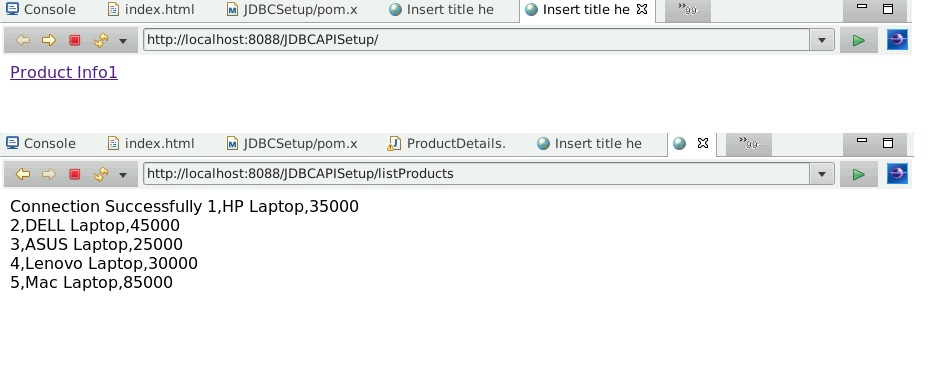 Console index.html JDBCSetup/pom.x Insert title he Insert title he
http://localhost:8088/JDBCAPISetup/
Product Info1
Console index.html JDBCSetup/pom.x ProductDetails. Insert title he
http://localhost:8088/JDBCAPISetup/listProducts
Connection Successfully 1,HP Laptop,35000
2,DELL Laptop,45000
3,ASUS Laptop,25000
4,Lenovo Laptop,30000
5,Mac Laptop,85000